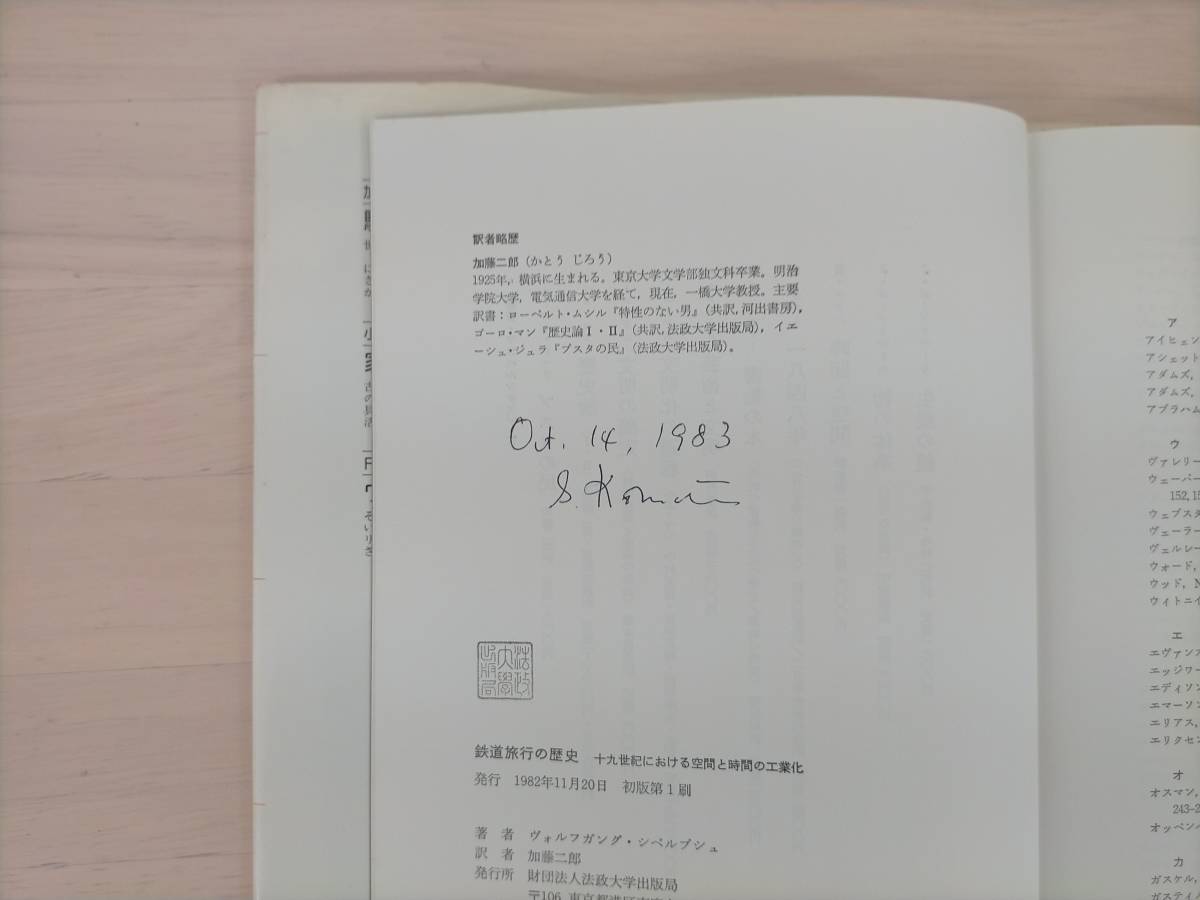 訳者略歴
加藤二郎(かとう じろう)
1925年,横浜に生まれる。東京大学文学部独文科卒業。明治
学院大学,電気通信大学を経て,現在,一橋大学教授。主要
訳書:ローベルト・ムシル『特性のない男』(共訳,河出書房),
ゴーロ・マン『歴史論Ⅰ・Ⅱ』(共訳,法政大学出版局),イエ
ーシュ・ジュラ『プスタの民』(法政大学出版局)。
Oct. 14, 1983
S.
法政
大學
出版局
鉄道旅行の歴史 十九世紀における空間と時間の工業化
発行 1982年11月20日 初版第1刷
著者 ヴォルフガング・シベルブシュ
訳者 加藤二郎
発行所 財団法人法政大学出版局
〒106
ア
アイヒェン
アシェット
アダムズ,
アダムズ,
アブラハム
ウ
ヴァレリー
ウェーバー
152,15
ウェブスタ
ヴェーラー
ヴェルレー
ウォード,
ウッド, N
ウィトニイ
エ
エヴァンス
エッジワー
エディソン
エマーソン
エリアス,
エリクセン
オ
オスマン,
243-2
オッペン
カ
ガスケル,